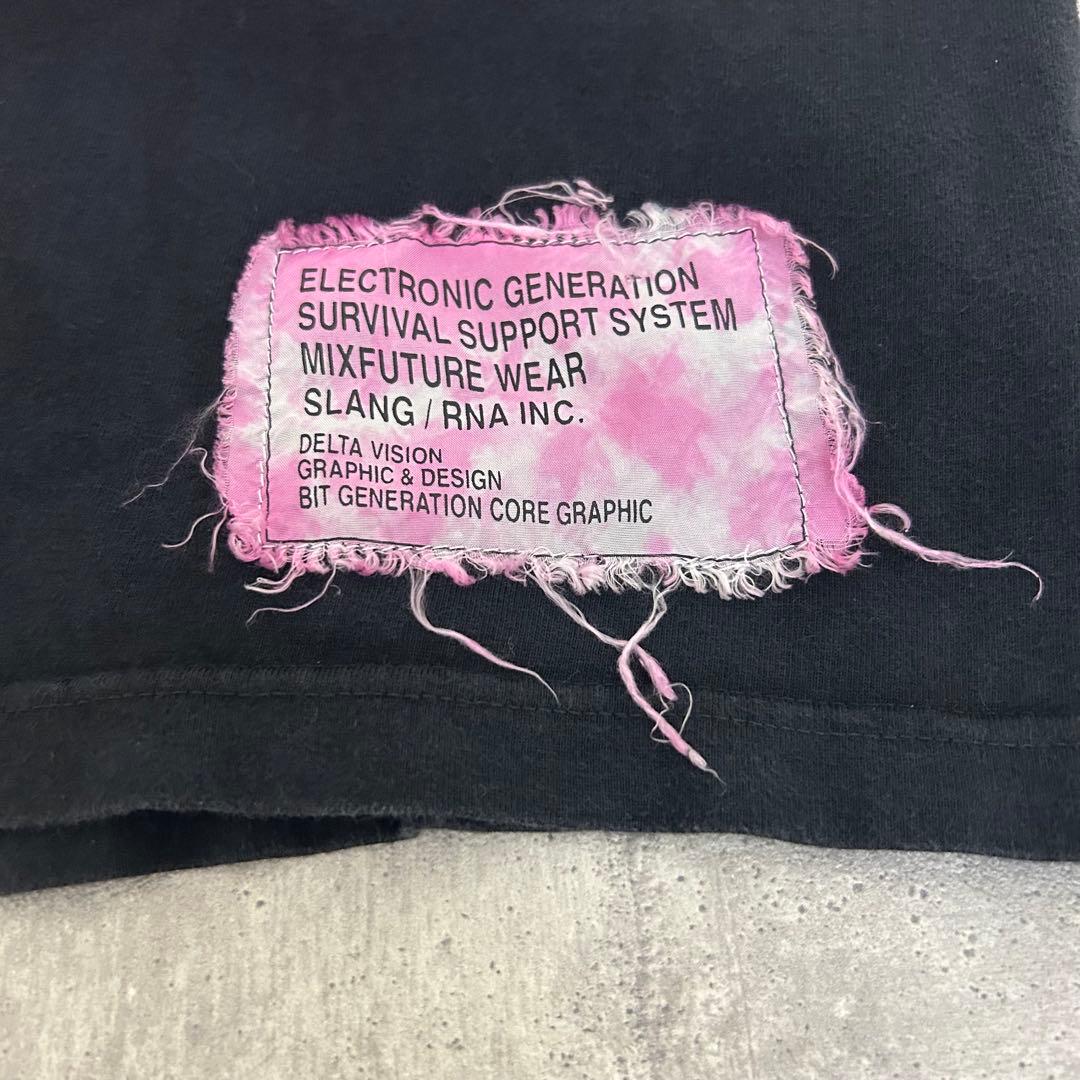 ELECTRONIC GENERATION
SURVIVAL SUPPORT SYSTEM
MIXFUTURE WEAR
SLANG / RNA INC.
DELTA VISION
GRAPHIC & DESIGN
BIT GENERATION CORE GRAPHIC